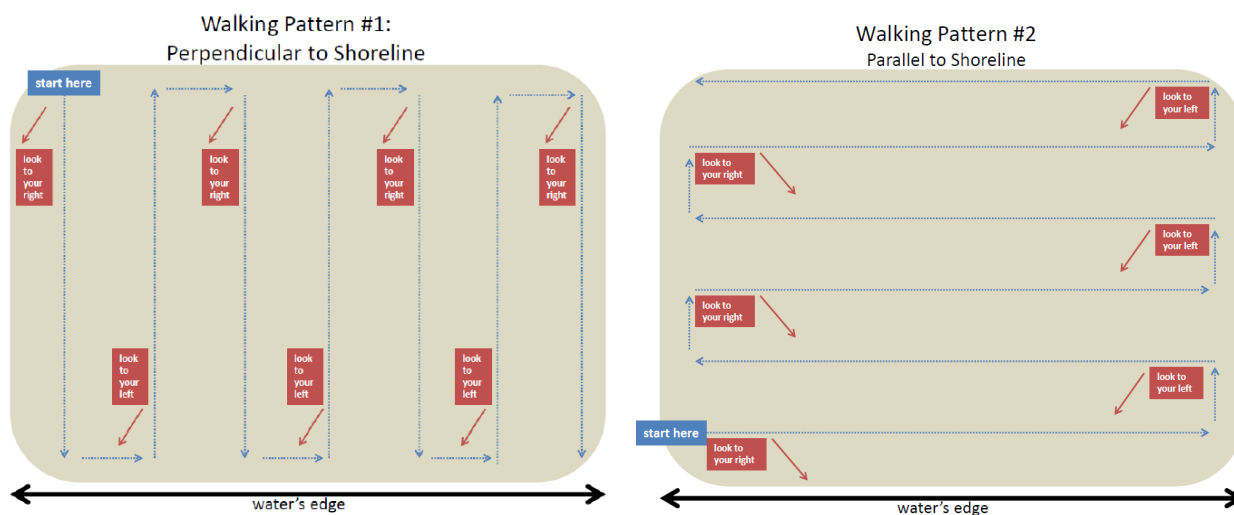 Walking Pattern #1:
Perpendicular to Shoreline
start here
look
to
your
right
look
to
your
right
look
to
your
right
look
to
your
right
look
to
your
left
look
to
your
left
look
to
your
left
water's edge
Walking Pattern #2
Parallel to Shoreline
look to
your left
look to
your right
look to
your left
look to
your right
look to
your left
start here
look to
your right
water's edge